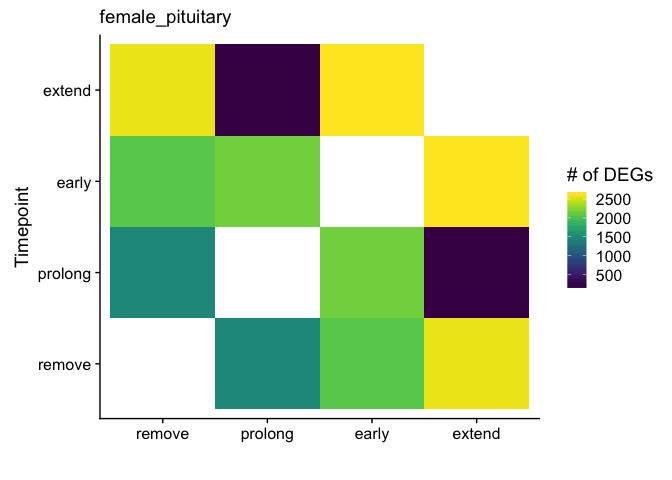 female_pituitary
extend
early
prolong
remove
Timepoint
remove prolong early extend
# of DEGs
2500
2000
1500
1000
500